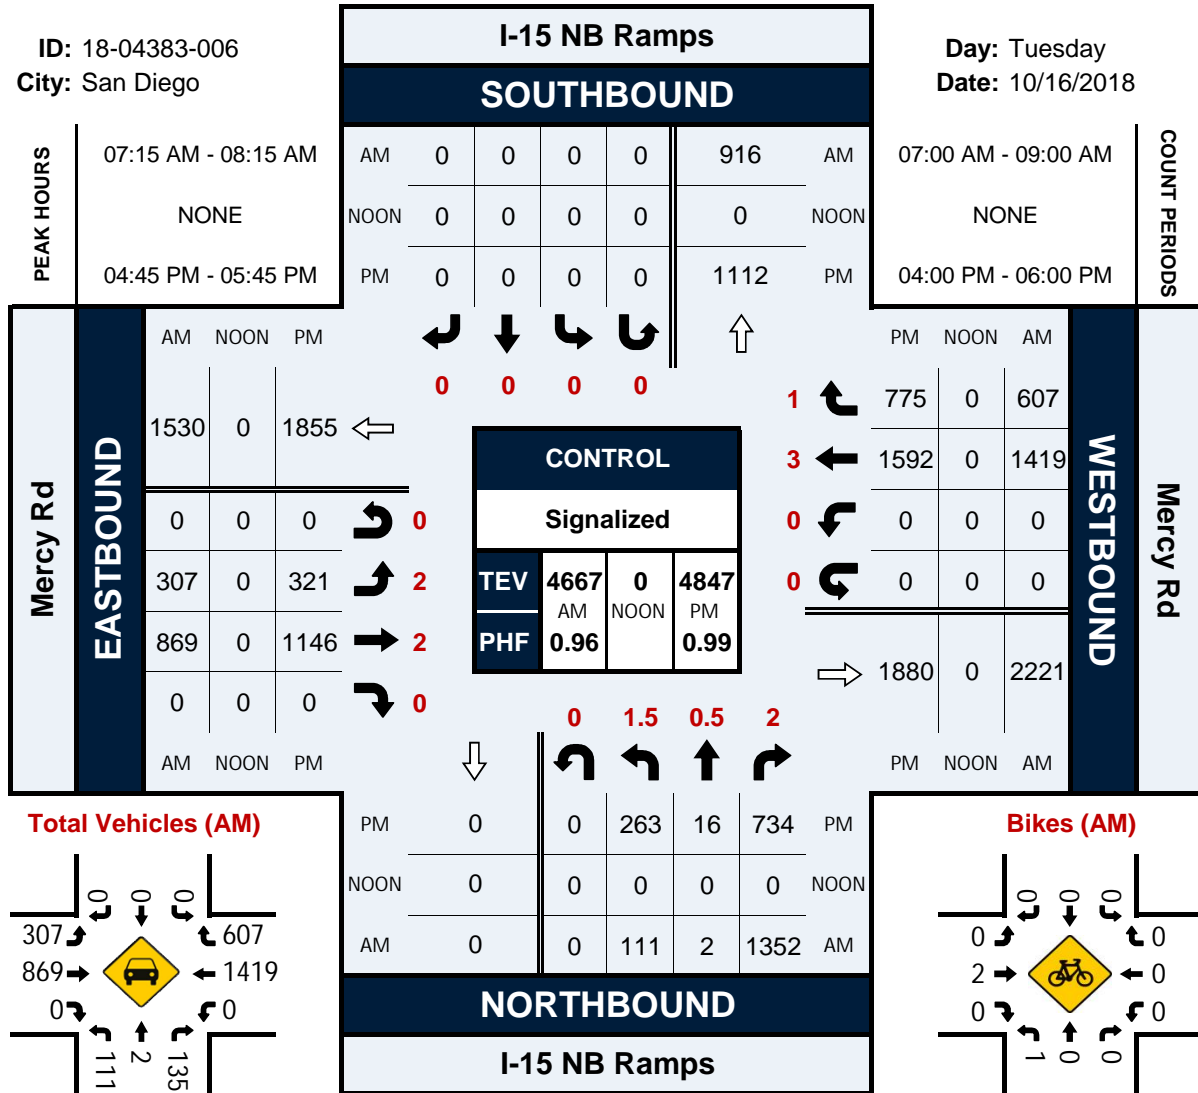 I-15 NB Ramps
ID: 18-04383-006
Day: Tuesday
City: San Diego
Date: 10/16/2018
SOUTHBOUND
PEAK HOURS
07:15 AM - 08:15 AM
NONE
04:45 PM - 05:45 PM
AM 0 0 0 0 916 AM
NOON 0 0 0 0 0 NOON
PM 0 0 0 0 1112 PM
07:00 AM - 09:00 AM
NONE
04:00 PM - 06:00 PM
COUNT PERIODS
0 0 0 0
Mercy Rd
EASTBOUND
AM NOON PM
1530 0 1855
0 0 0 0
307 0 321 2
869 0 1146 2
0 0 0 0
AM NOON PM
CONTROL
Signalized
TEV 4667 0 4847
AM NOON PM
PHF 0.96 0.99
PM NOON AM
1 775 0 607
3 1592 0 1419
0 0 0 0
0 0 0 0
1880 0 2221
PM NOON AM
WESTBOUND
Mercy Rd
0 1.5 0.5 2
PM 0 0 263 16 734 PM
NOON 0 0 0 0 0 NOON
AM 0 0 111 2 1352 AM
NORTHBOUND
I-15 NB Ramps
Total Vehicles (AM)
0 0 0
307 607
869 1419
0 0
111 2 135
Bikes (AM)
0 0 0
0 0
2 0
0 0
1 0 0